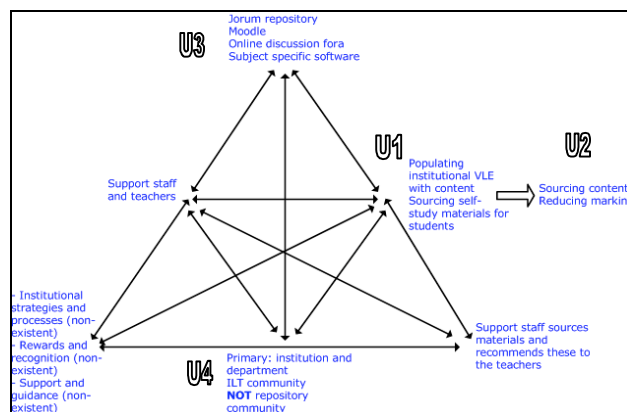 U3
Jorum repository
Moodle
Online discussion fora
Subject specific software
U1
U2
Support staff
and teachers
Populating
institutional VLE
with content
Sourcing self-
study materials for
students
Sourcing content
Reducing markin
- Institutional
strategies and
processes (non-
existent)
- Rewards and
recognition (non-
existent)
- Support and
guidance (non-
existent)
U4
Primary: institution and
department
ILT community
NOT repository
community
Support staff sources
materials and
recommends these to
the teachers